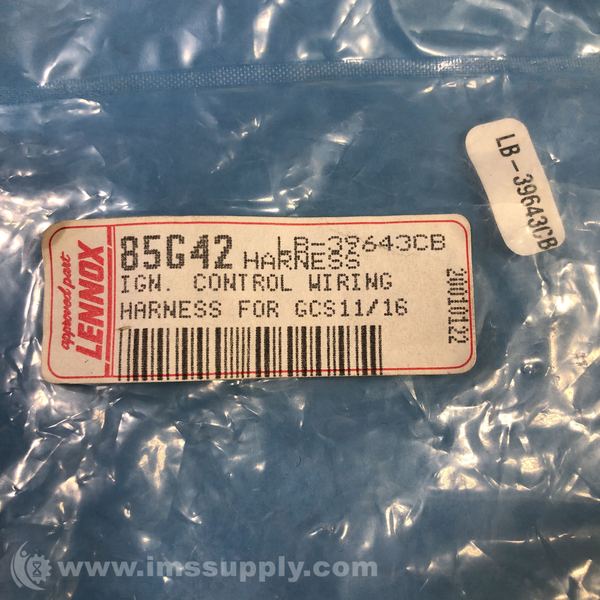 LB-39643CB
approved part
LENNOX
85G42 LB-39643CB
HARNESS
IGN. CONTROL WIRING
HARNESS FOR GCS11/16
www.imssupply.com